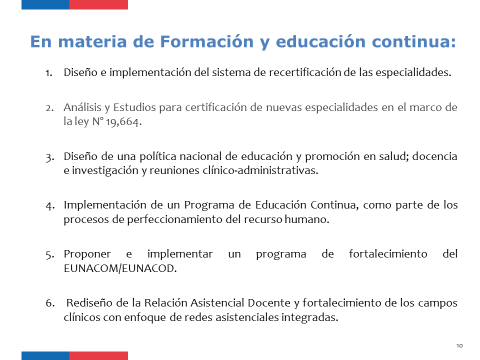 En materia de Formación y educación continua:
1. Diseño e implementación del sistema de recertificación de las especialidades.
2. Análisis y Estudios para certificación de nuevas especialidades en el marco de
la ley N° 19,664.
3. Diseño de una política nacional de educación y promoción en salud; docencia
e investigación y reuniones clínico-administrativas.
4. Implementación de un Programa de Educación Continua, como parte de los
procesos de perfeccionamiento del recurso humano.
5. Proponer e implementar un programa de fortalecimiento del
EUNACOM/EUNACOD.
6. Rediseño de la Relación Asistencial Docente y fortalecimiento de los campos
clínicos con enfoque de redes asistenciales integradas.
10